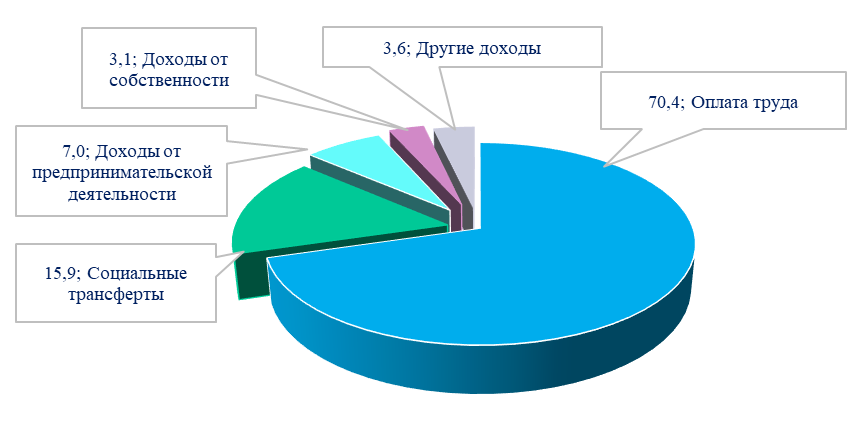 3,6; Другие доходы
3,1; Доходы от
собственности
70,4; Оплата труда
7,0; Доходы от
предпринимательской
деятельности
15,9; Социальные
трансферты